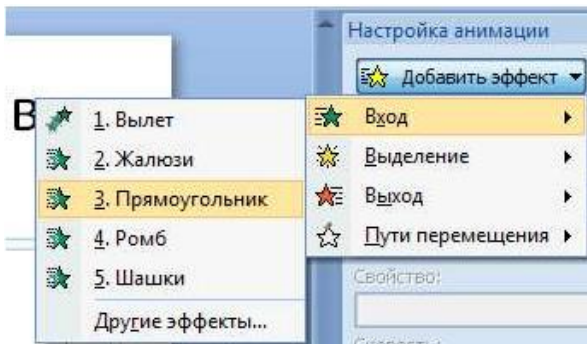 Настройка анимации
Добавить эффект
В
1. Вылет
2. Жалюзи
3. Прямоугольник
4. Ромб
5. Шашки
Другие эффекты...
Вход
Выделение
Выход
Пути перемещения
Свойство: